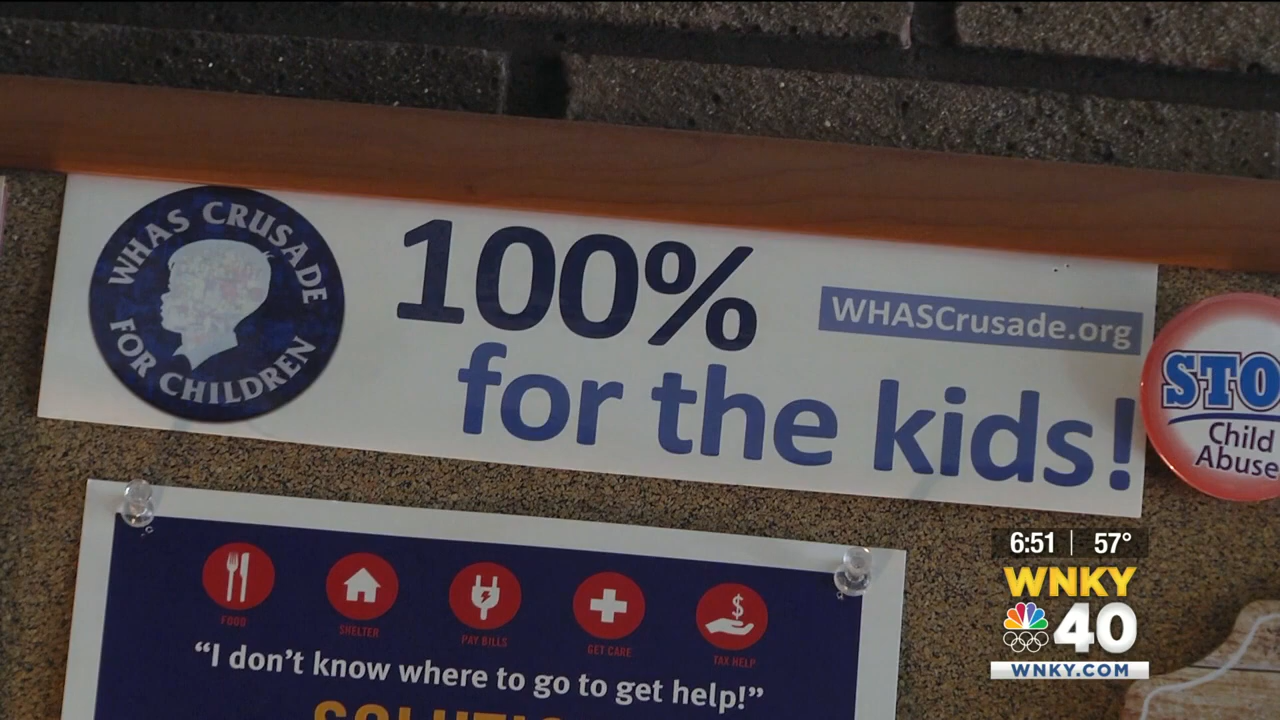 WHAS CRUSADE
FOR CHILDREN
100%
for the kids!
WHASCrusade.org
STO
Child
Abuse
FOOD
SHELTER
PAY BILLS
GET CARE
TAX HELP
“I don’t know where to go to get help!”
6:51 57°
WNKY
40
WNKY.COM